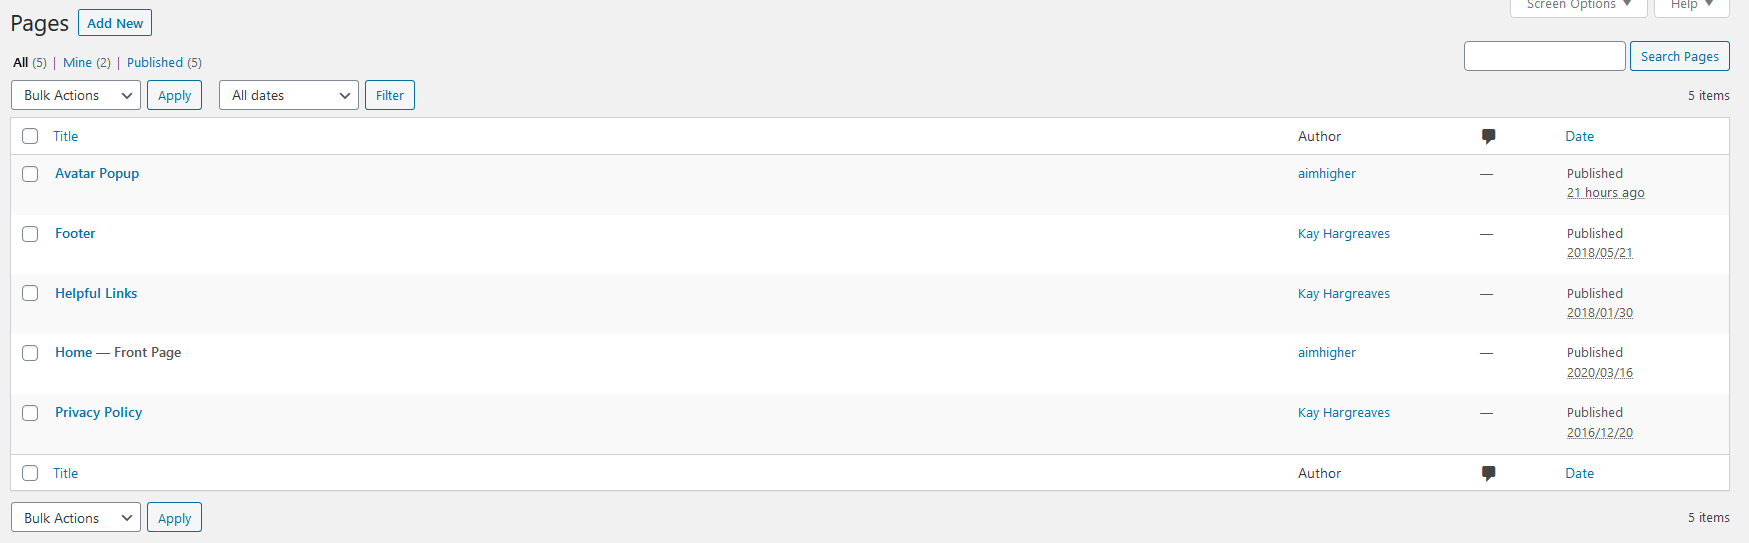 Screen Options ▼ Help ▼
Pages Add New
All (5) | Mine (2) | Published (5)
Search Pages
Bulk Actions Apply All dates Filter 5 items
Title Author Date
Avatar Popup aimhigher — Published
21 hours ago
Footer Kay Hargreaves — Published
2018/05/21
Helpful Links Kay Hargreaves — Published
2018/01/30
Home — Front Page aimhigher — Published
2020/03/16
Privacy Policy Kay Hargreaves — Published
2016/12/20
Title Author Date
Bulk Actions Apply 5 items